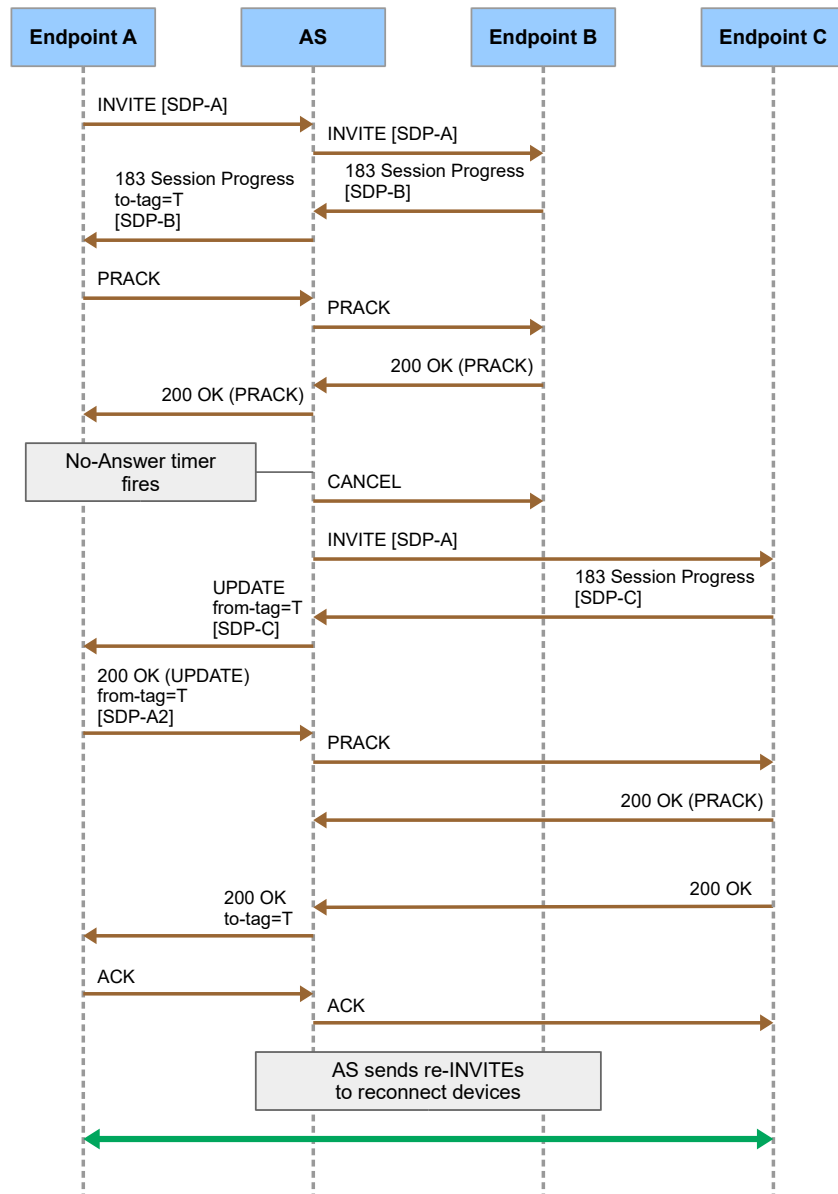 Endpoint A
AS
Endpoint B
Endpoint C
INVITE [SDP-A]
INVITE [SDP-A]
183 Session Progress
[SDP-B]
183 Session Progress
to-tag=T
[SDP-B]
PRACK
PRACK
200 OK (PRACK)
200 OK (PRACK)
No-Answer timer
fires
CANCEL
INVITE [SDP-A]
183 Session Progress
[SDP-C]
UPDATE
from-tag=T
[SDP-C]
200 OK (UPDATE)
from-tag=T
[SDP-A2]
PRACK
200 OK (PRACK)
200 OK
200 OK
to-tag=T
ACK
ACK
AS sends re-INVITEs
to reconnect devices